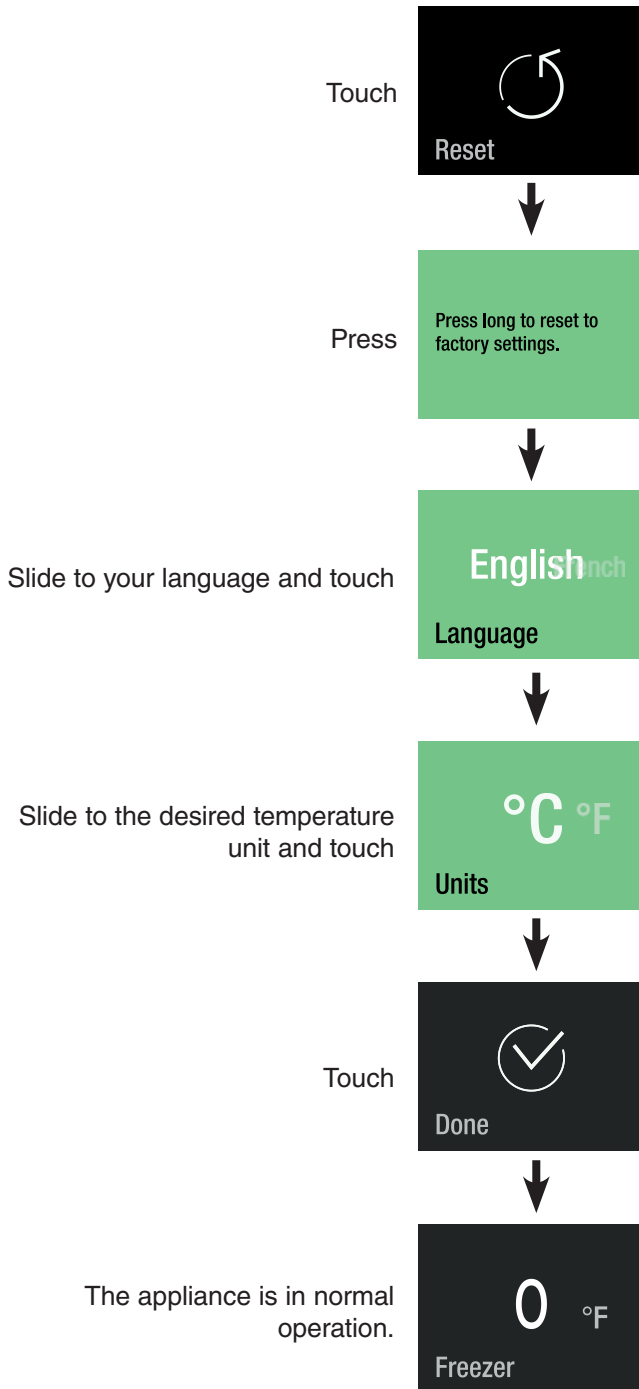 Touch
Reset
Press
Press long to reset to
factory settings.
Slide to your language and touch
English
French
Language
Slide to the desired temperature
unit and touch
°C °F
Units
Touch
Done
The appliance is in normal
operation.
0 °F
Freezer